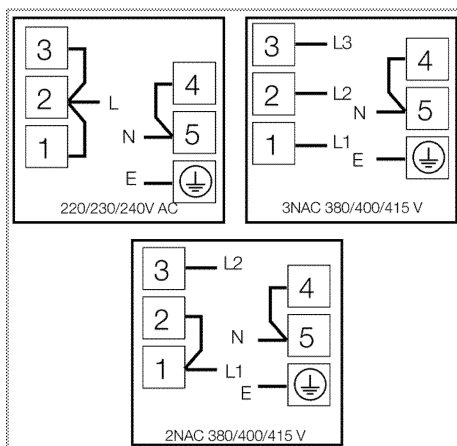 3
2 L 4
1 N 5
E
220/230/240V AC
3 L3
2 L2 4
1 L1 N 5
E
3NAC 380/400/415 V
3 L2
2 4
1 L1 N 5
E
2NAC 380/400/415 V